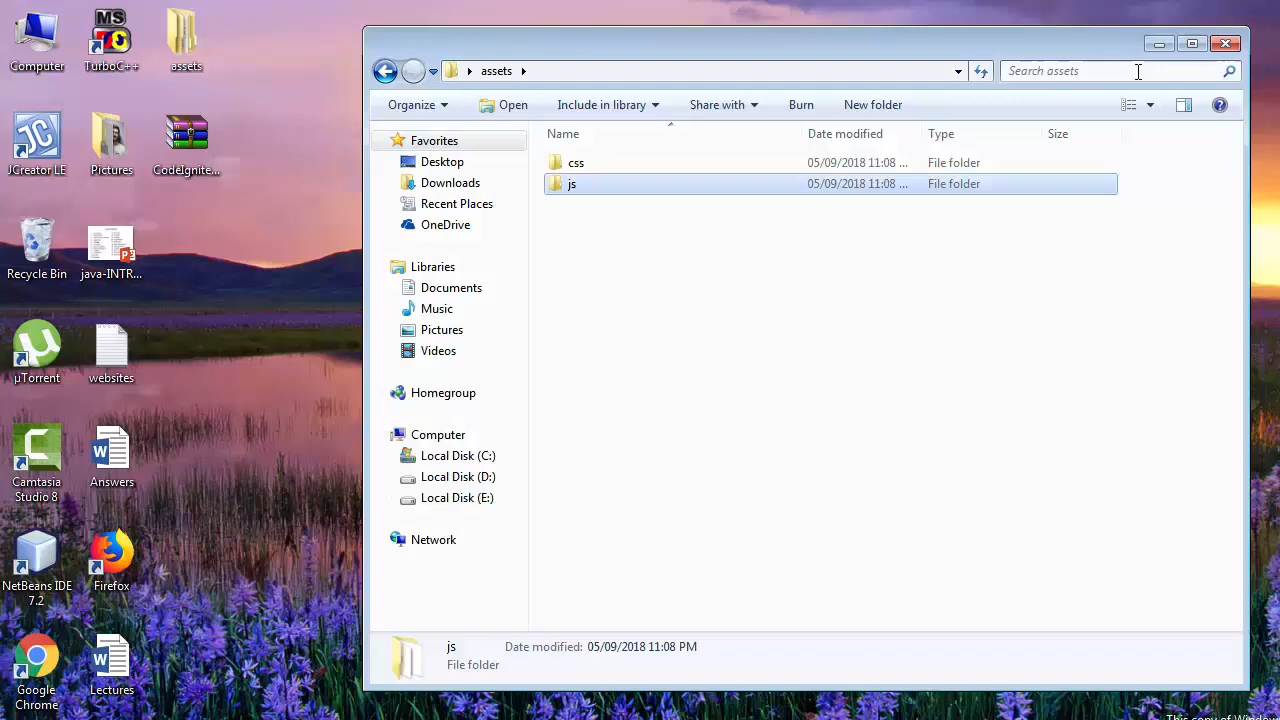 Computer
TurboC++
assets
JCreator LE
Pictures
CodeIgnite...
Recycle Bin
java-INTR...
µTorrent
websites
Camtasia
Studio 8
Answers
NetBeans IDE
7.2
Firefox
Google
Chrome
Lectures
assets
Search assets
Organize
Open
Include in library
Share with
Burn
New folder
Name
Date modified
Type
Size
css
05/09/2018 11:08 ...
File folder
js
05/09/2018 11:08 ...
File folder
Favorites
Desktop
Downloads
Recent Places
OneDrive
Libraries
Documents
Music
Pictures
Videos
Homegroup
Computer
Local Disk (C:)
Local Disk (D:)
Local Disk (E:)
Network
js
Date modified: 05/09/2018 11:08 PM
File folder
This copy of Window